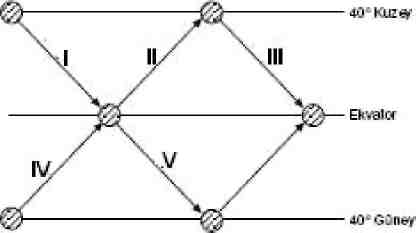 40° Kuzey
I
II
III
Ekvator
IV
V
40° Güney